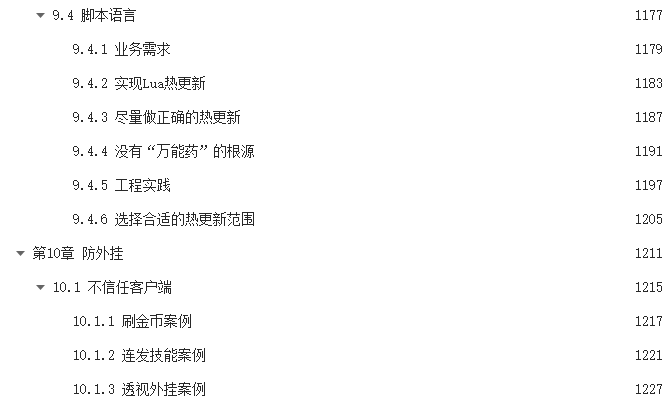 9.4 脚本语言 1177
9.4.1 业务需求 1179
9.4.2 实现Lua热更新 1183
9.4.3 尽量做正确的热更新 1187
9.4.4 没有“万能药”的根源 1191
9.4.5 工程实践 1197
9.4.6 选择合适的热更新范围 1205
第10章 防外挂 1211
10.1 不信任客户端 1215
10.1.1 刷金币案例 1217
10.1.2 连发技能案例 1221
10.1.3 透视外挂案例 1227